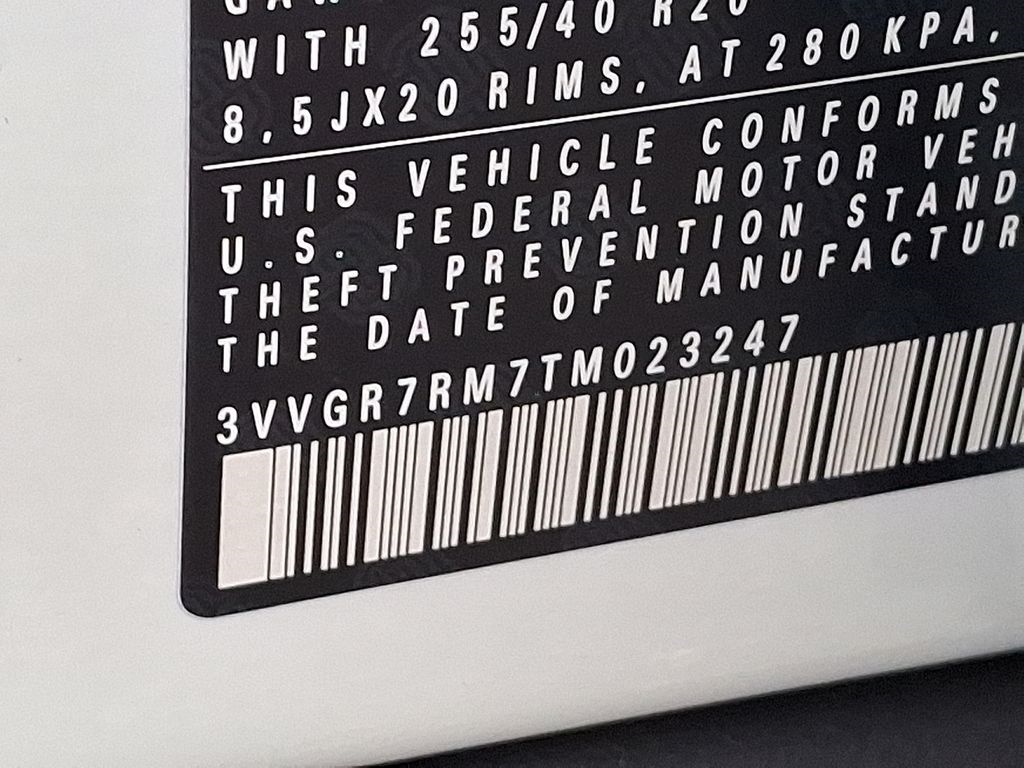 WITH 255/40 R20
8,5JX20 RIMS, AT 280 KPA,
THIS VEHICLE CONFORMS
U.S. FEDERAL MOTOR VEH
THEFT PREVENTION STAND
THE DATE OF MANUFACTUR
3VVGR7RM7TM023247